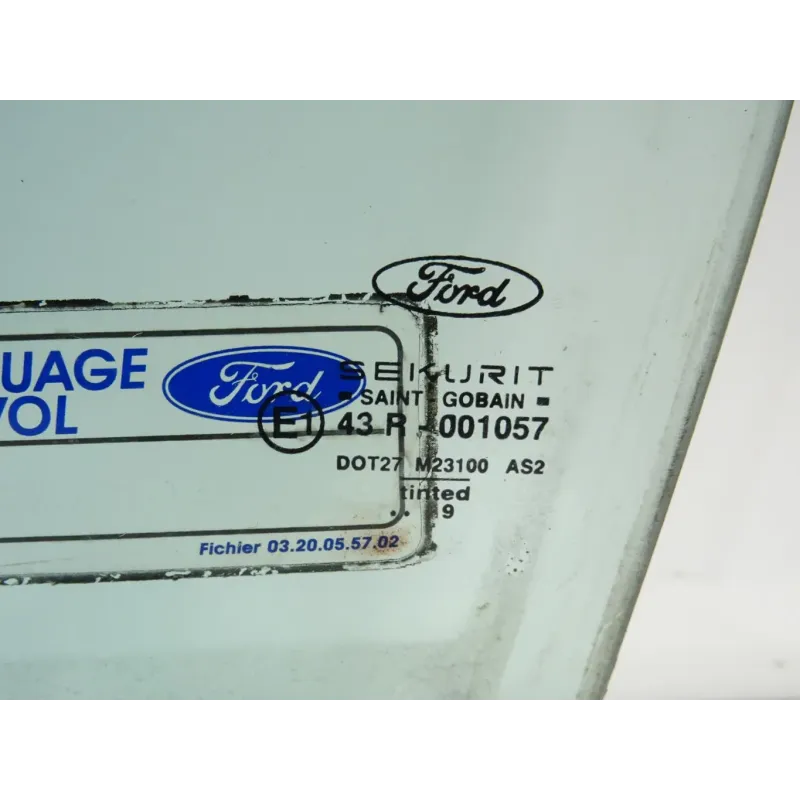 Ford
UAGE
VOL
Ford
SEKURIT
SAINT GOBAIN
E1 43 R - 001057
DOT27 M23100 AS2
tinted
.. 9
Fichier 03.20.05.57.02